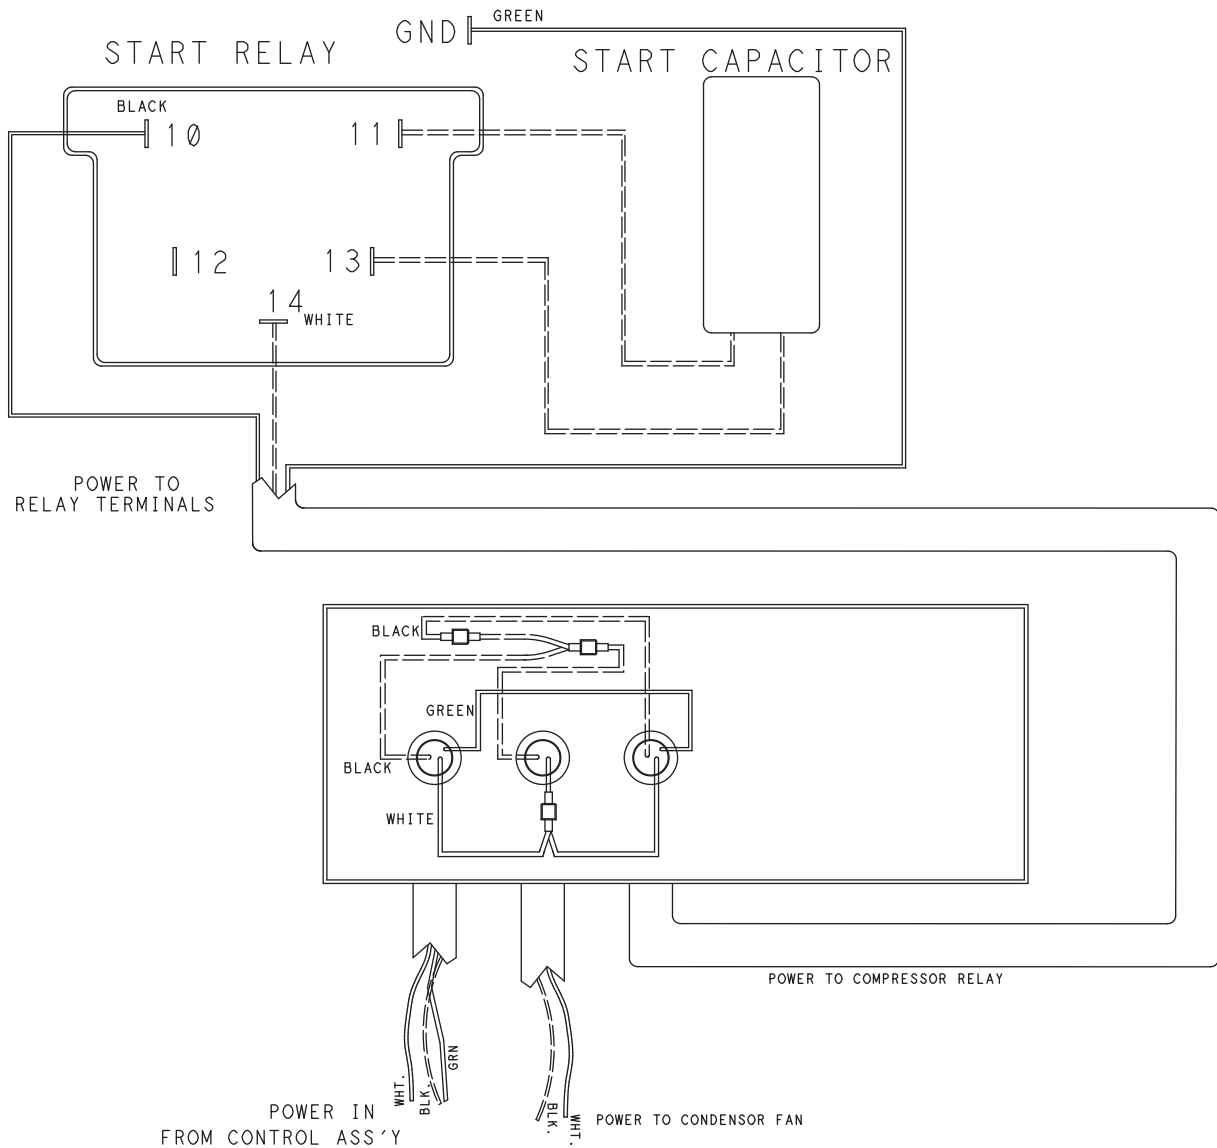 GREEN
GND
START RELAY
START CAPACITOR
BLACK
10
11
12
13
14
WHITE
POWER TO
RELAY TERMINALS
BLACK
GREEN
BLACK
WHITE
POWER TO COMPRESSOR RELAY
WHT.
BLK.
GRN
POWER IN
FROM CONTROL ASS'Y
BLK.
WHT.
POWER TO CONDENSOR FAN